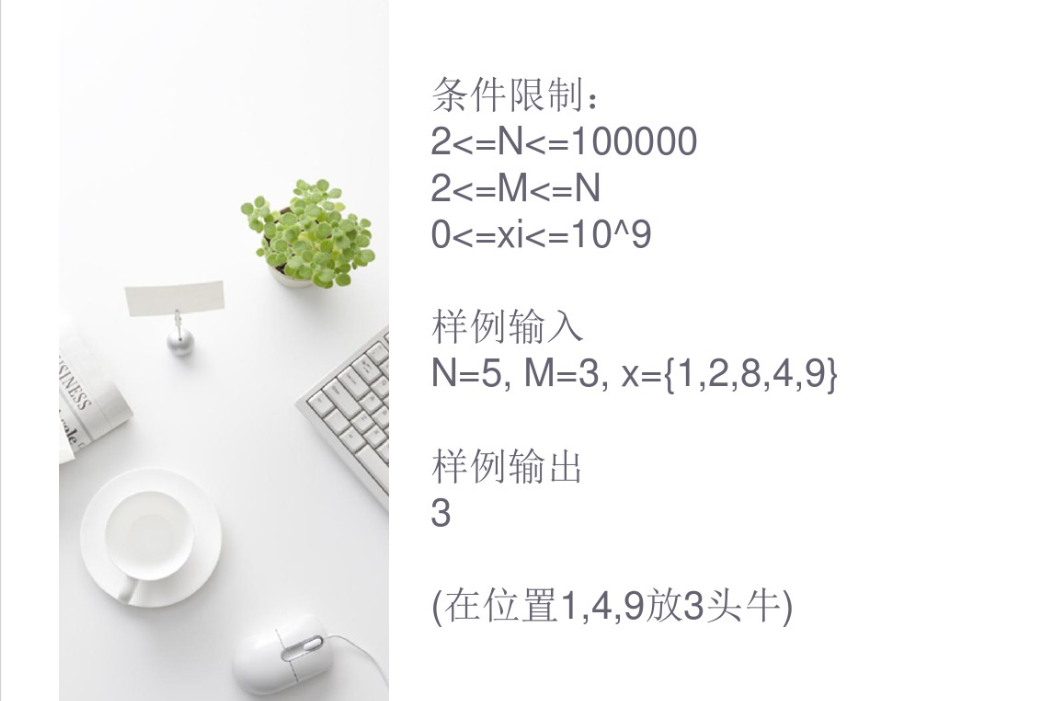 条件限制：
2<=N<=100000
2<=M<=N
0<=xi<=10^9
样例输入
N=5, M=3, x={1,2,8,4,9}
样例输出
3
(在位置1,4,9放3头牛)